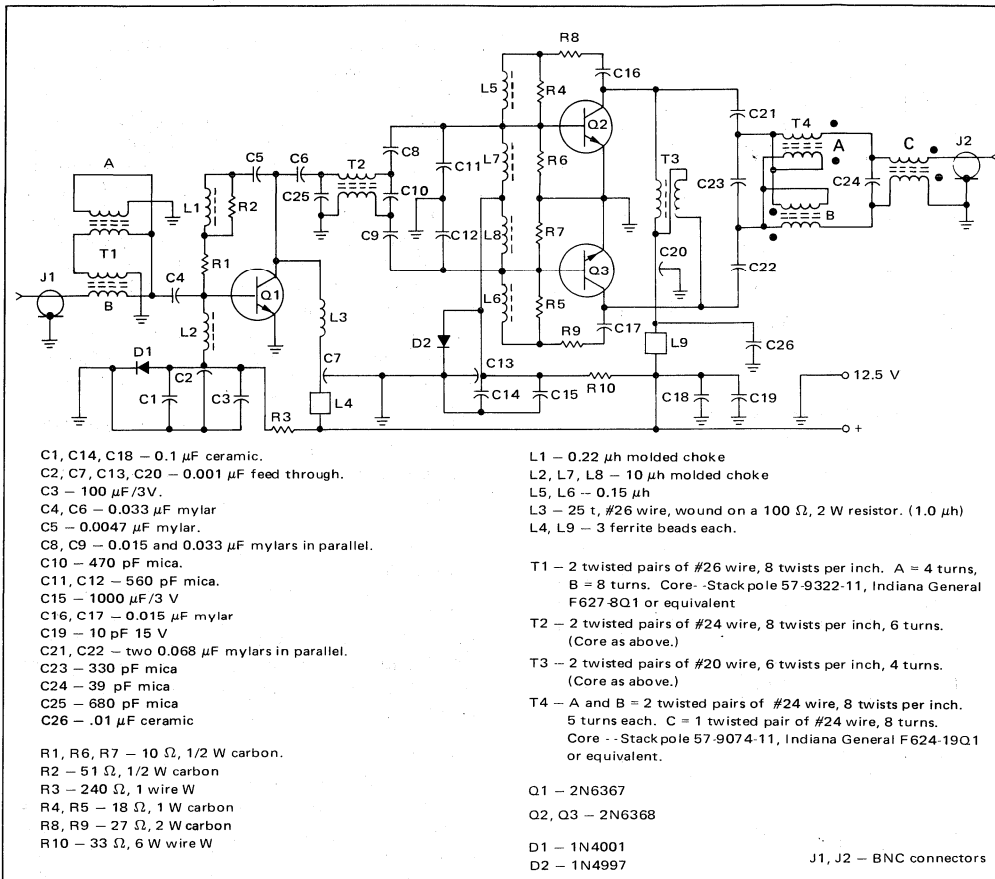 R8
C16
L5
R4
C21
T4
A
C
J2
Q2
C5
C6
T2
C8
C11
L7
R6
T3
C23
C24
A
L1
R2
C25
C10
B
C9
C12
L8
R7
C20
T1
R1
J1
C4
Q1
L3
L6
R5
Q3
C22
B
L2
D2
R9
C17
L9
C26
D1
C2
C7
C13
C1
C3
L4
C14
C15
R10
C18
C19
12.5 V
R3
+
C1, C14, C18 – 0.1 μF ceramic.
C2, C7, C13, C20 – 0.001 μF feed through.
C3 – 100 μF/3V.
C4, C6 – 0.033 μF mylar
C5 – 0.0047 μF mylar.
C8, C9 – 0.015 and 0.033 μF mylars in parallel.
C10 – 470 pF mica.
C11, C12 – 560 pF mica.
C15 – 1000 μF/3 V
C16, C17 – 0.015 μF mylar
C19 – 10 pF 15 V
C21, C22 – two 0.068 μF mylars in parallel.
C23 – 330 pF mica
C24 – 39 pF mica
C25 – 680 pF mica
C26 – .01 μF ceramic
R1, R6, R7 – 10 Ω, 1/2 W carbon.
R2 – 51 Ω, 1/2 W carbon
R3 – 240 Ω, 1 wire W
R4, R5 – 18 Ω, 1 W carbon
R8, R9 – 27 Ω, 2 W carbon
R10 – 33 Ω, 6 W wire W
L1 – 0.22 μh molded choke
L2, L7, L8 – 10 μh molded choke
L5, L6 -- 0.15 μh
L3 – 25 t, #26 wire, wound on a 100 Ω, 2 W resistor. (1.0 μh)
L4, L9 – 3 ferrite beads each.
T1 – 2 twisted pairs of #26 wire, 8 twists per inch. A = 4 turns,
B = 8 turns. Core- -Stackpole 57-9322-11, Indiana General
F627-8Q1 or equivalent
T2 – 2 twisted pairs of #24 wire, 8 twists per inch, 6 turns.
(Core as above.)
T3 – 2 twisted pairs of #20 wire, 6 twists per inch, 4 turns.
(Core as above.)
T4 – A and B = 2 twisted pairs of #24 wire, 8 twists per inch.
5 turns each. C = 1 twisted pair of #24 wire, 8 turns.
Core - -Stackpole 57-9074-11, Indiana General F624-19Q1
or equivalent.
Q1 – 2N6367
Q2, Q3 – 2N6368
D1 – 1N4001
D2 – 1N4997
J1, J2 – BNC connectors